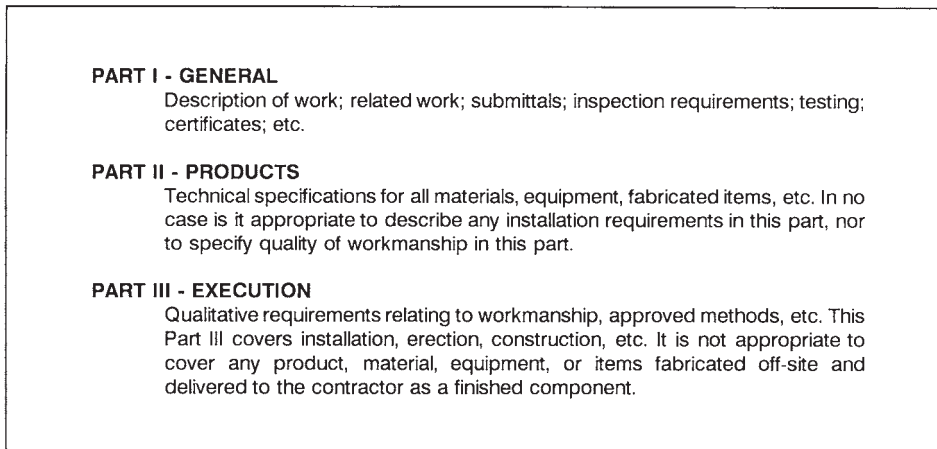 PART I - GENERAL
Description of work; related work; submittals; inspection requirements; testing;
certificates; etc.
PART II - PRODUCTS
Technical specifications for all materials, equipment, fabricated items, etc. In no
case is it appropriate to describe any installation requirements in this part, nor
to specify quality of workmanship in this part.
PART III - EXECUTION
Qualitative requirements relating to workmanship, approved methods, etc. This
Part III covers installation, erection, construction, etc. It is not appropriate to
cover any product, material, equipment, or items fabricated off-site and
delivered to the contractor as a finished component.